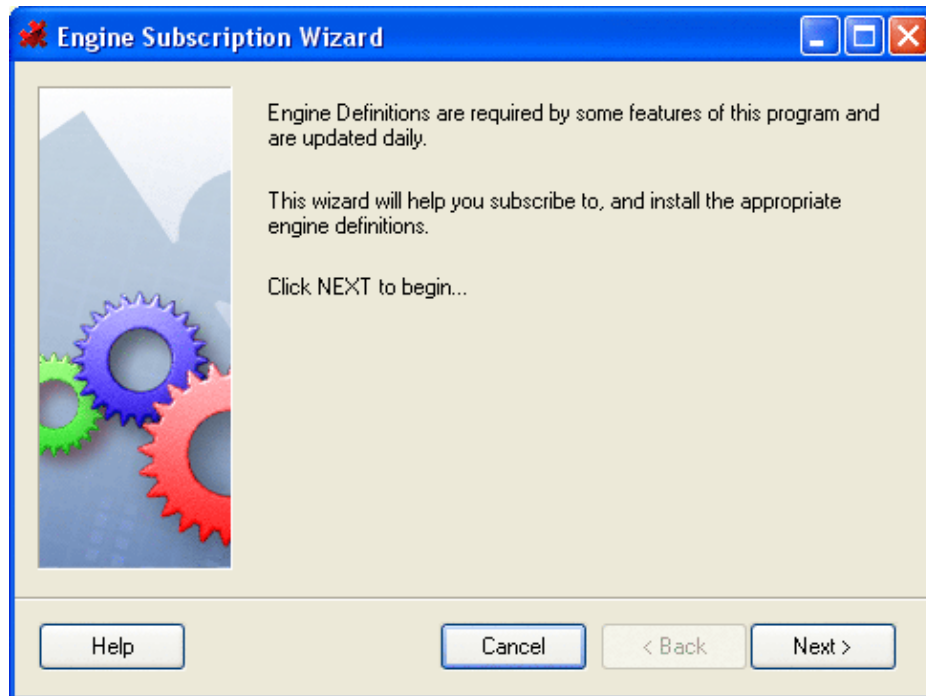 Engine Subscription Wizard
Engine Definitions are required by some features of this program and
are updated daily.
This wizard will help you subscribe to, and install the appropriate
engine definitions.
Click NEXT to begin...
Help
Cancel
< Back
Next >